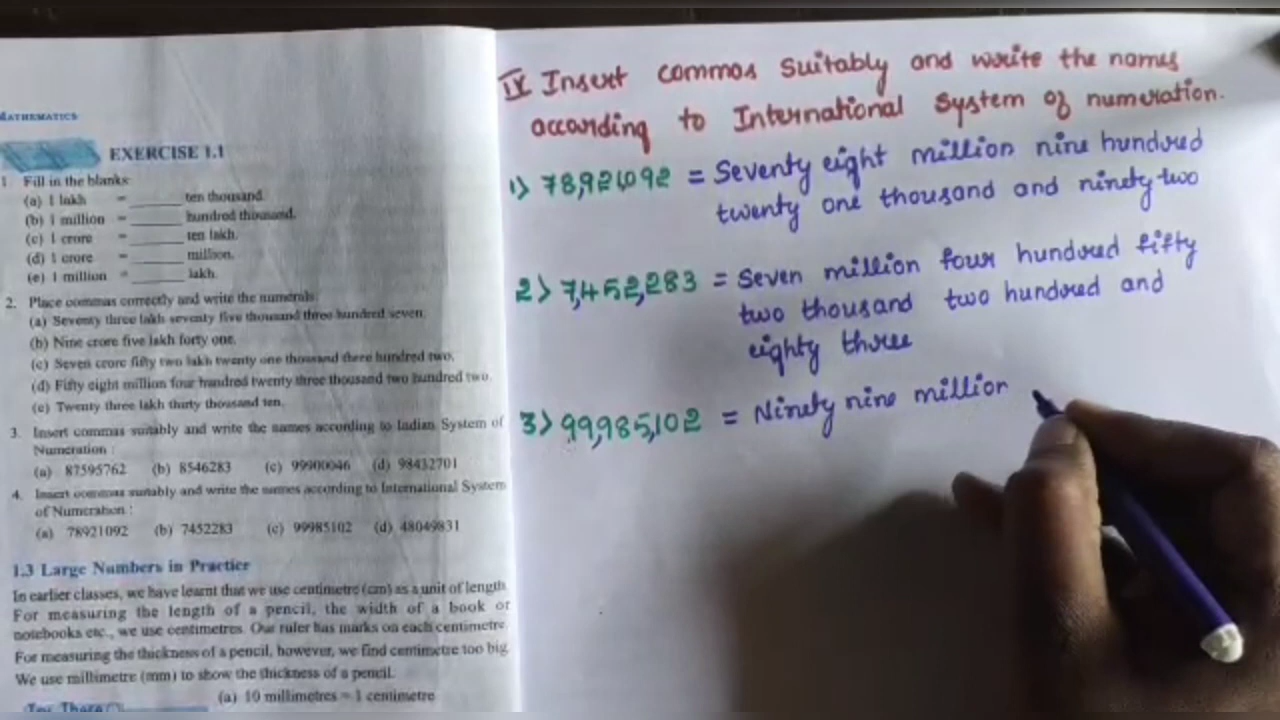 MATHEMATICS
EXERCISE 1.1
1. Fill in the blanks:
(a) 1 lakh = ______ ten thousand.
(b) 1 million = ______ hundred thousand.
(c) 1 crore = ______ ten lakh.
(d) 1 crore = ______ million.
(e) 1 million = ______ lakh.
2. Place commas correctly and write the numerals:
(a) Seventy three lakh seventy five thousand three hundred seven.
(b) Nine crore five lakh forty one.
(c) Seven crore fifty two lakh twenty one thousand three hundred two.
(d) Fifty eight million four hundred twenty three thousand two hundred two.
(e) Twenty three lakh thirty thousand ten.
3. Insert commas suitably and write the names according to Indian System of
Numeration :
(a) 87595762 (b) 8546283 (c) 99900046 (d) 98432701
4. Insert commas suitably and write the names according to International System
of Numeration :
(a) 78921092 (b) 7452283 (c) 99985102 (d) 48049831
1.3 Large Numbers in Practice
In earlier classes, we have learnt that we use centimetre (cm) as a unit of length.
For measuring the length of a pencil, the width of a book or
notebooks etc., we use centimetres. Our ruler has marks on each centimetre.
For measuring the thickness of a pencil, however, we find centimetre too big.
We use millimetre (mm) to show the thickness of a pencil.
(a) 10 millimetres = 1 centimetre
IV Insert commas suitably and write the names
according to International System of numeration.
1) 78,921,092 = Seventy eight million nine hundred
twenty one thousand and ninety two
2) 7,452,283 = Seven million four hundred fifty
two thousand two hundred and
eighty three
3) 99,985,102 = Ninety nine million